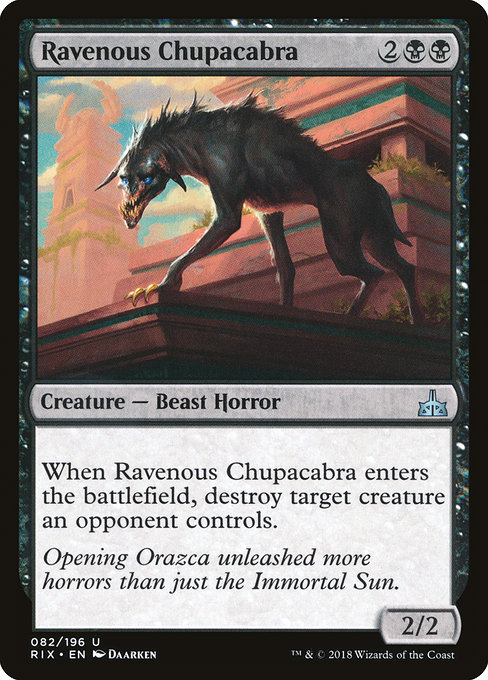 Ravenous Chupacabra 2
Creature — Beast Horror
When Ravenous Chupacabra enters
the battlefield, destroy target creature
an opponent controls.
Opening Orazca unleashed more
horrors than just the Immortal Sun.
2/2
082/196 U
RIX • EN Daarken
™ & © 2018 Wizards of the Coast